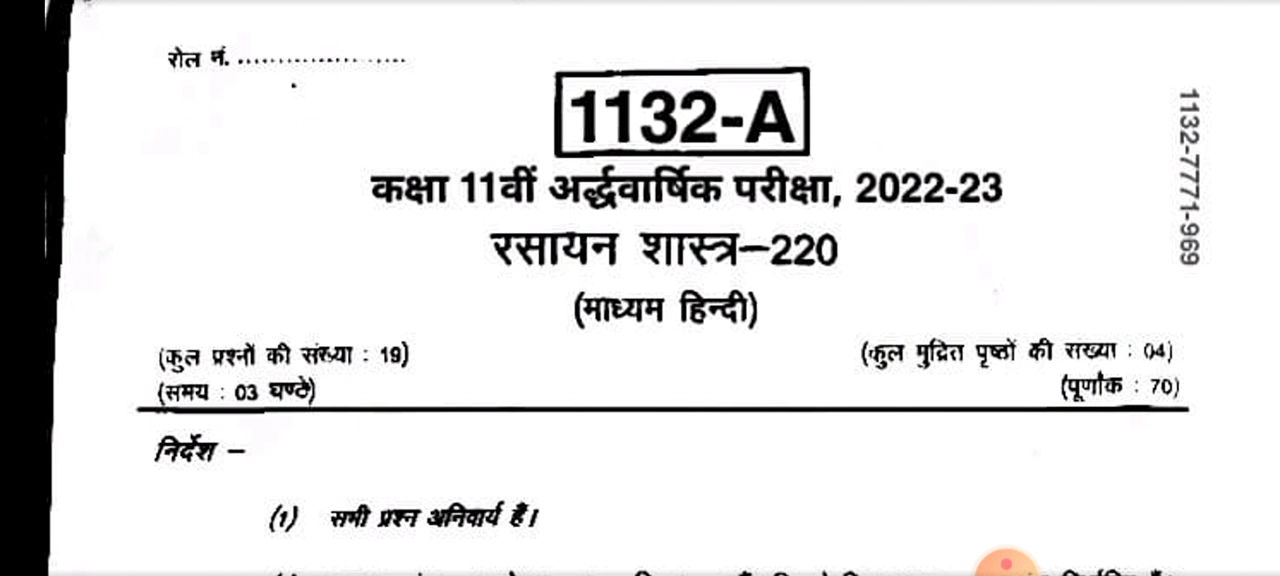 रोल नं. .....................
1132-A
1132-7771-969
कक्षा 11वीं अर्द्धवार्षिक परीक्षा, 2022-23
रसायन शास्त्र–220
(माध्यम हिन्दी)
(कुल प्रश्नों की संख्या : 19) (कुल मुद्रित पृष्ठों की संख्या : 04)
(समय : 03 घण्टे) (पूर्णांक : 70)
निर्देश –
(1) सभी प्रश्न अनिवार्य हैं।